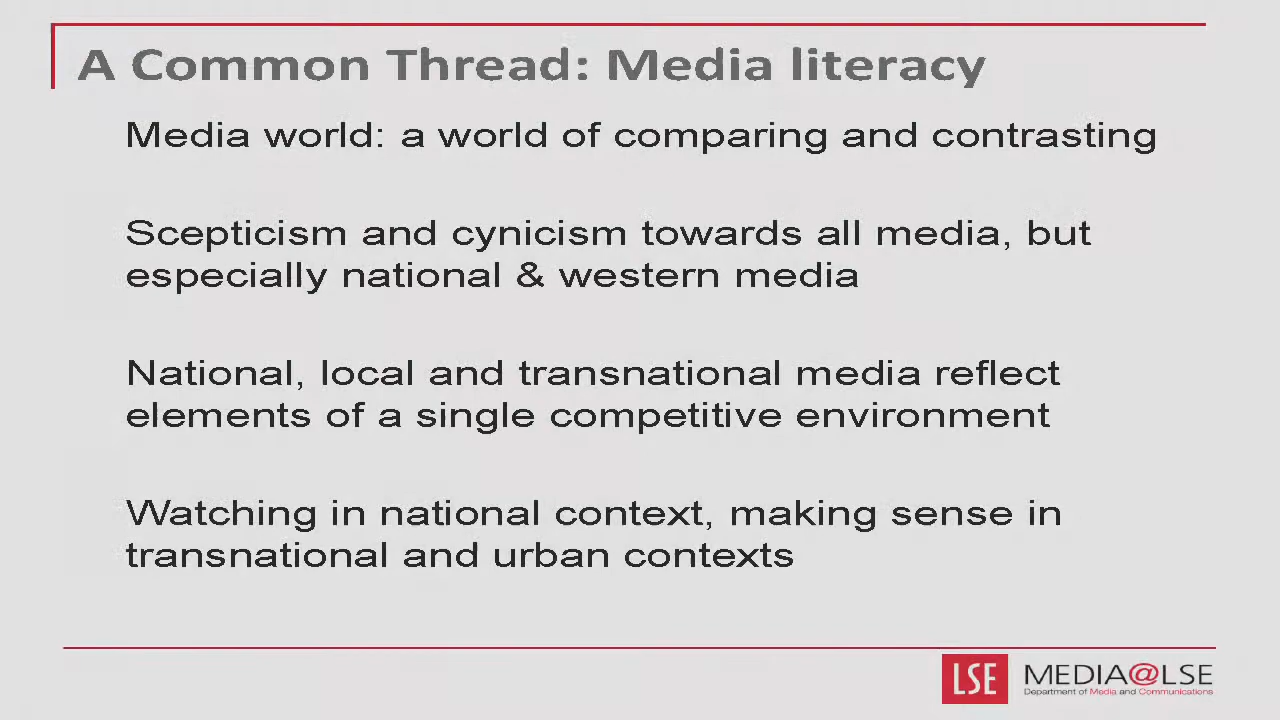 A Common Thread: Media literacy
Media world: a world of comparing and contrasting
Scepticism and cynicism towards all media, but
especially national & western media
National, local and transnational media reflect
elements of a single competitive environment
Watching in national context, making sense in
transnational and urban contexts
LSE
MEDIA@LSE
Department of Media and Communications